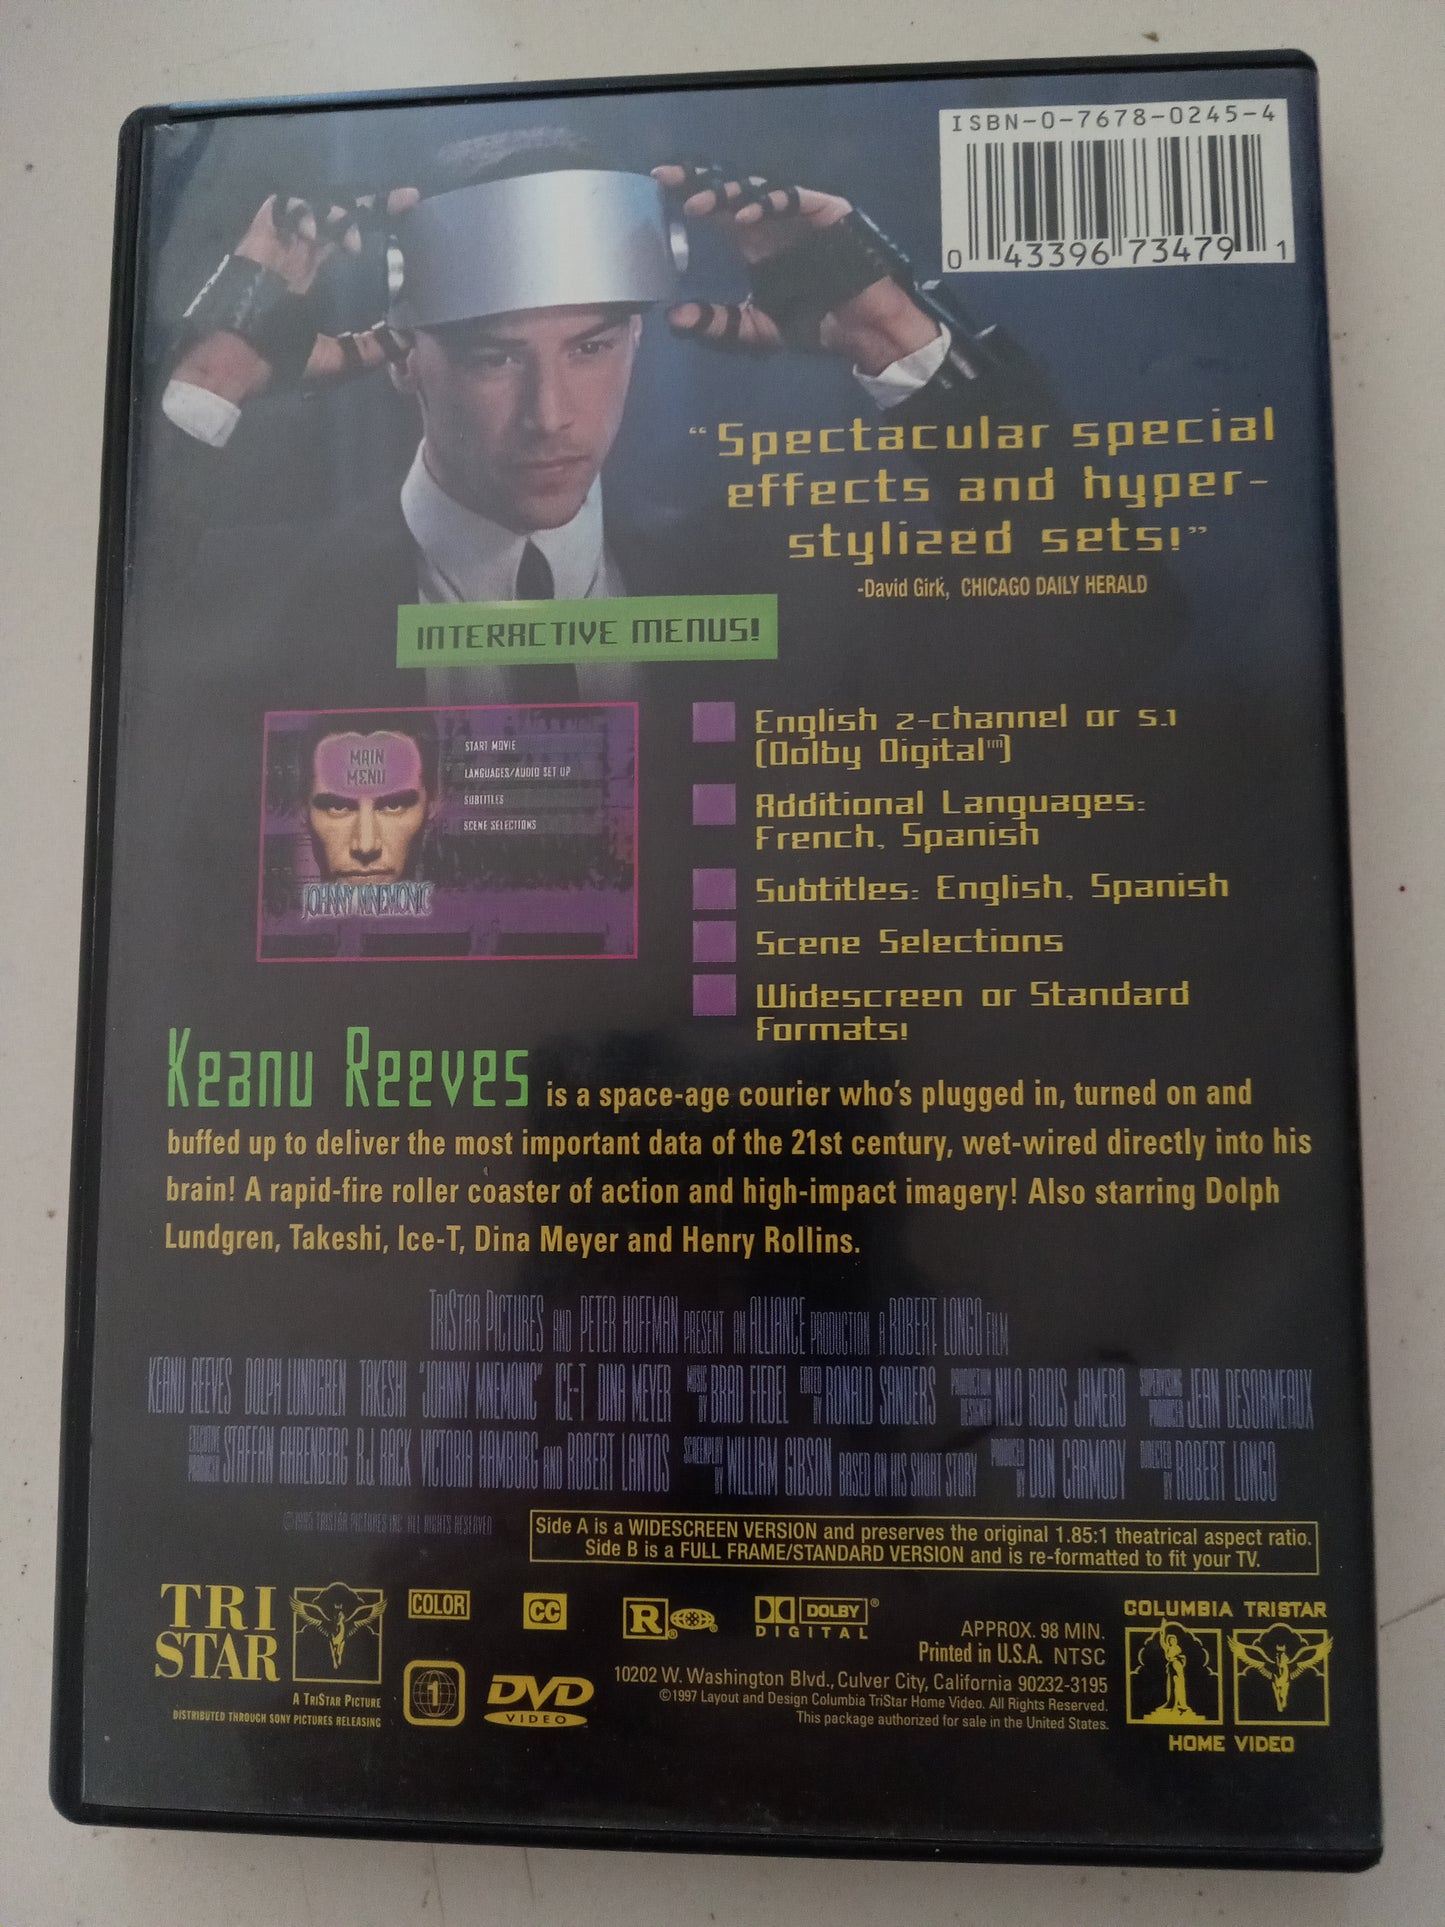 ISBN-0-7678-0245-4
0 43396 73479 1
“Spectacular special
effects and hyper-
stylized sets!”
-David Girk, CHICAGO DAILY HERALD
INTERACTIVE MENUS!
MAIN
MENU
START MOVIE
LANGUAGES/AUDIO SET UP
SUBTITLES
SCENE SELECTIONS
JOHNNY MNEMONIC
English 2-channel or 5.1
(Dolby Digital™)
Additional Languages:
French, Spanish
Subtitles: English, Spanish
Scene Selections
Widescreen or Standard
Formats!
Keanu Reeves is a space-age courier who's plugged in, turned on and
buffed up to deliver the most important data of the 21st century, wet-wired directly into his
brain! A rapid-fire roller coaster of action and high-impact imagery! Also starring Dolph
Lundgren, Takeshi, Ice-T, Dina Meyer and Henry Rollins.
TRISTAR PICTURES AND PETER HOFFMAN PRESENT AN ALLIANCE PRODUCTION A ROBERT LONGO FILM
KEANU REEVES DOLPH LUNDGREN TAKESHI "JOHNNY MNEMONIC" ICE-T DINA MEYER MUSIC BY BRAD FIEDEL EDITED BY RONALD SANDERS PRODUCTION DESIGNER NILO RODIS JAMERO SUPERVISING PRODUCER JEAN DESORMEAUX
EXECUTIVE PRODUCER STAFFAN AHRENBERG B.J. RACK VICTORIA HAMBURG AND ROBERT LANTOS SCREENPLAY BY WILLIAM GIBSON BASED ON HIS SHORT STORY PRODUCED BY DON CARMODY DIRECTED BY ROBERT LONGO
©1995 TRISTAR PICTURES INC. ALL RIGHTS RESERVED
Side A is a WIDESCREEN VERSION and preserves the original 1.85:1 theatrical aspect ratio.
Side B is a FULL FRAME/STANDARD VERSION and is re-formatted to fit your TV.
TRI
STAR
A TRISTAR PICTURE
DISTRIBUTED THROUGH SONY PICTURES RELEASING
COLOR
CC
R®
DOLBY®
DIGITAL
1
DVD
VIDEO
APPROX. 98 MIN.
Printed in U.S.A. NTSC
10202 W. Washington Blvd., Culver City, California 90232-3195
©1997 Layout and Design Columbia TriStar Home Video. All Rights Reserved.
This package authorized for sale in the United States.
COLUMBIA TRISTAR
HOME VIDEO